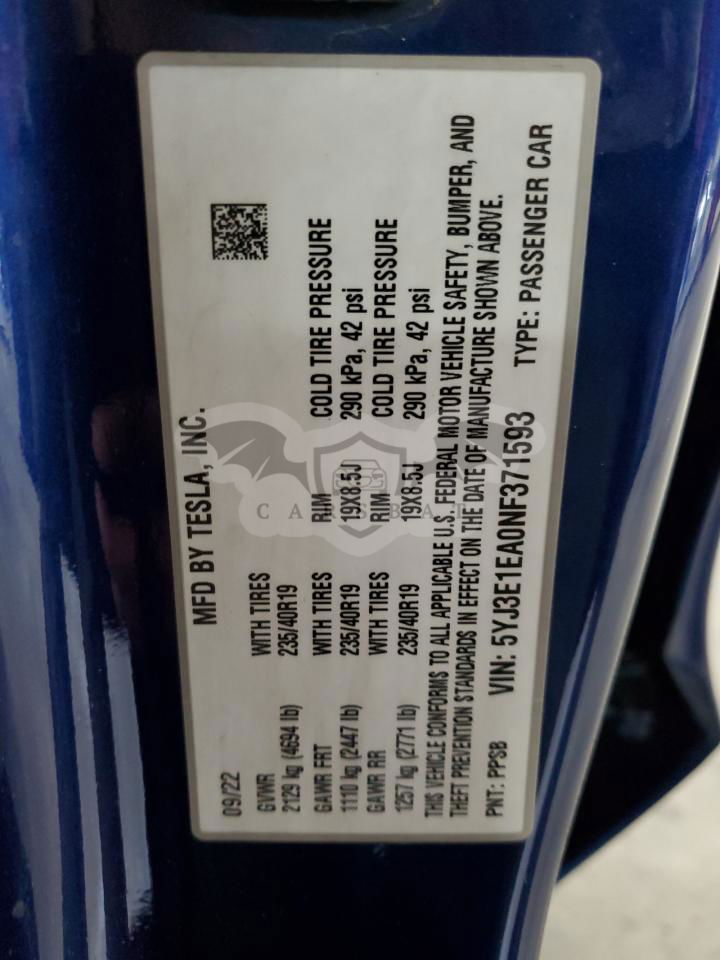 MFD BY TESLA, INC.
09/22
GVWR WITH TIRES
2129 kg (4694 lb) 235/40R19
GAWR FRT WITH TIRES RIM COLD TIRE PRESSURE
1110 kg (2447 lb) 235/40R19 19X8.5J 290 kPa, 42 psi
GAWR RR WITH TIRES RIM COLD TIRE PRESSURE
1257 kg (2771 lb) 235/40R19 19X8.5J 290 kPa, 42 psi
THIS VEHICLE CONFORMS TO ALL APPLICABLE U.S. FEDERAL MOTOR VEHICLE SAFETY, BUMPER, AND
THEFT PREVENTION STANDARDS IN EFFECT ON THE DATE OF MANUFACTURE SHOWN ABOVE.
PNT: PPSB VIN: 5YJ3E1EA0NF371593 TYPE: PASSENGER CAR
CARSBAT